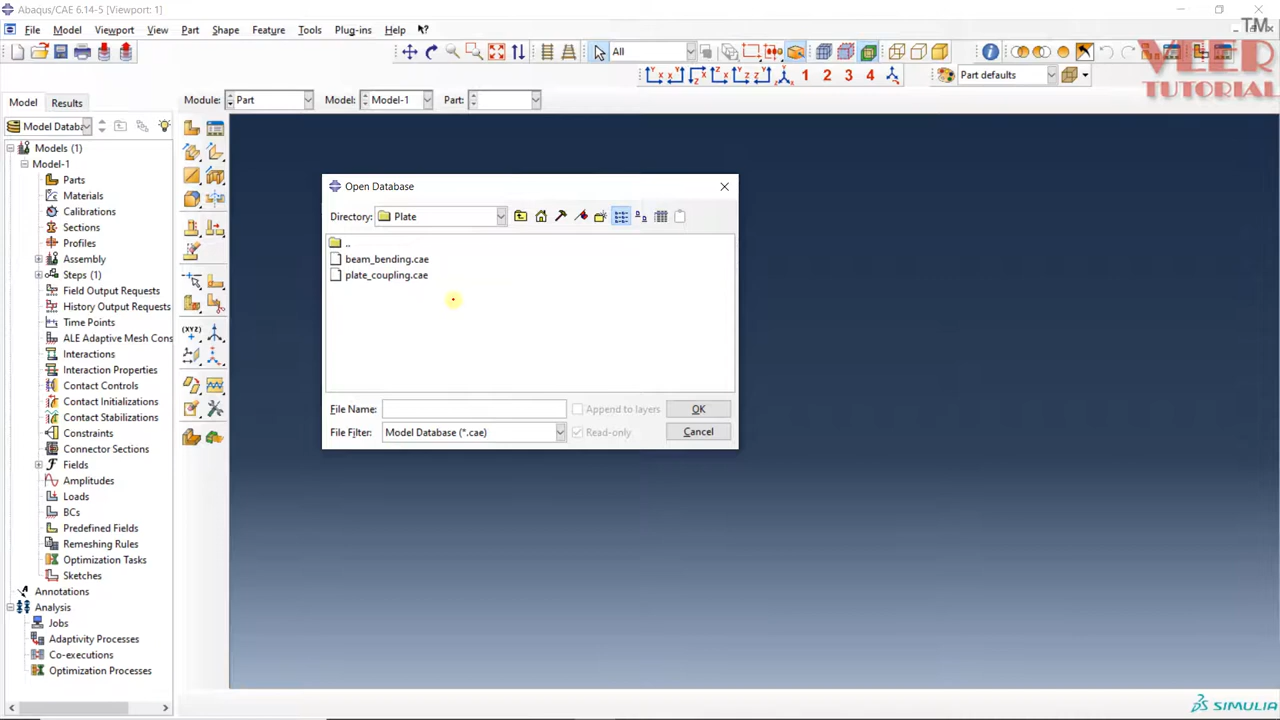 Abaqus/CAE 6.14-5 [Viewport: 1]
File Model Viewport View Part Shape Feature Tools Plug-ins Help
TM
All
1 2 3 4
Part defaults
VEER
TUTORIAL
Model Results
Module: Part Model: Model-1 Part:
Model Databa
Models (1)
Model-1
Parts
Materials
Calibrations
Sections
Profiles
Assembly
Steps (1)
Field Output Requests
History Output Requests
Time Points
ALE Adaptive Mesh Cons
Interactions
Interaction Properties
Contact Controls
Contact Initializations
Contact Stabilizations
Constraints
Connector Sections
Fields
Amplitudes
Loads
BCs
Predefined Fields
Remeshing Rules
Optimization Tasks
Sketches
Annotations
Analysis
Jobs
Adaptivity Processes
Co-executions
Optimization Processes
(XYZ)
Open Database
Directory: Plate
..
beam_bending.cae
plate_coupling.cae
File Name: Append to layers OK
File Filter: Model Database (*.cae) Read-only Cancel
SIMULIA